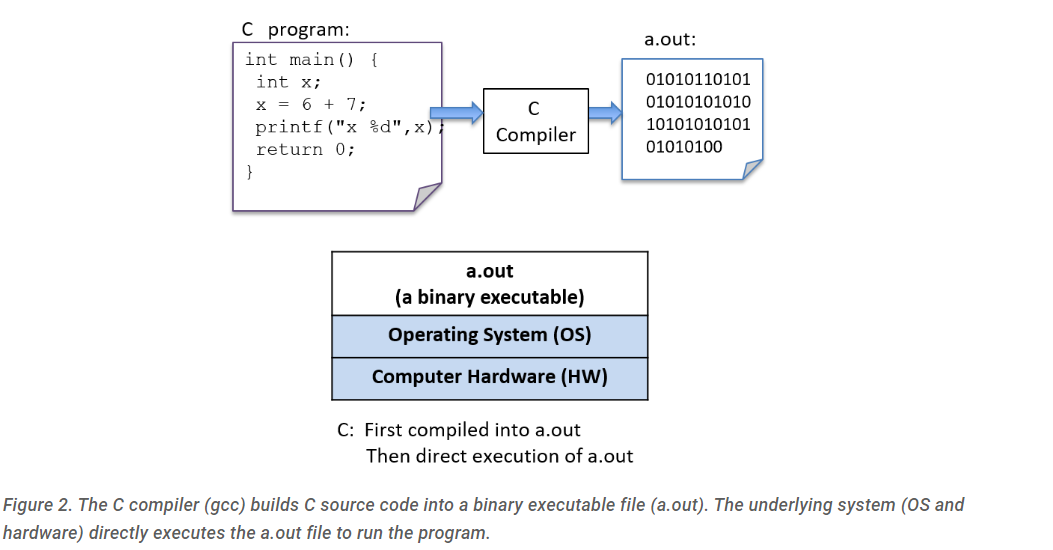 C program:
int main() {
int x;
x = 6 + 7;
printf("x %d",x);
return 0;
}
C
Compiler
a.out:
01010110101
01010101010
10101010101
01010100
a.out
(a binary executable)
Operating System (OS)
Computer Hardware (HW)
C: First compiled into a.out
Then direct execution of a.out
Figure 2. The C compiler (gcc) builds C source code into a binary executable file (a.out). The underlying system (OS and
hardware) directly executes the a.out file to run the program.